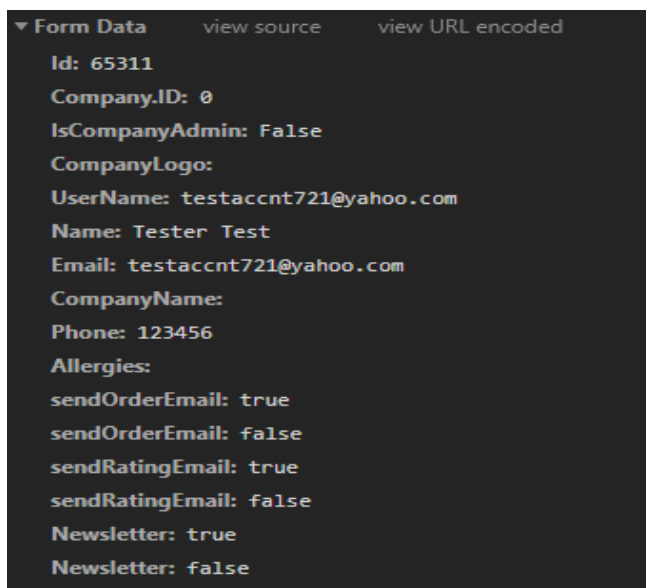 Form Data view source view URL encoded
Id: 65311
Company.ID: 0
IsCompanyAdmin: False
CompanyLogo:
UserName: testaccnt721@yahoo.com
Name: Tester Test
Email: testaccnt721@yahoo.com
CompanyName:
Phone: 123456
Allergies:
sendOrderEmail: true
sendOrderEmail: false
sendRatingEmail: true
sendRatingEmail: false
Newsletter: true
Newsletter: false